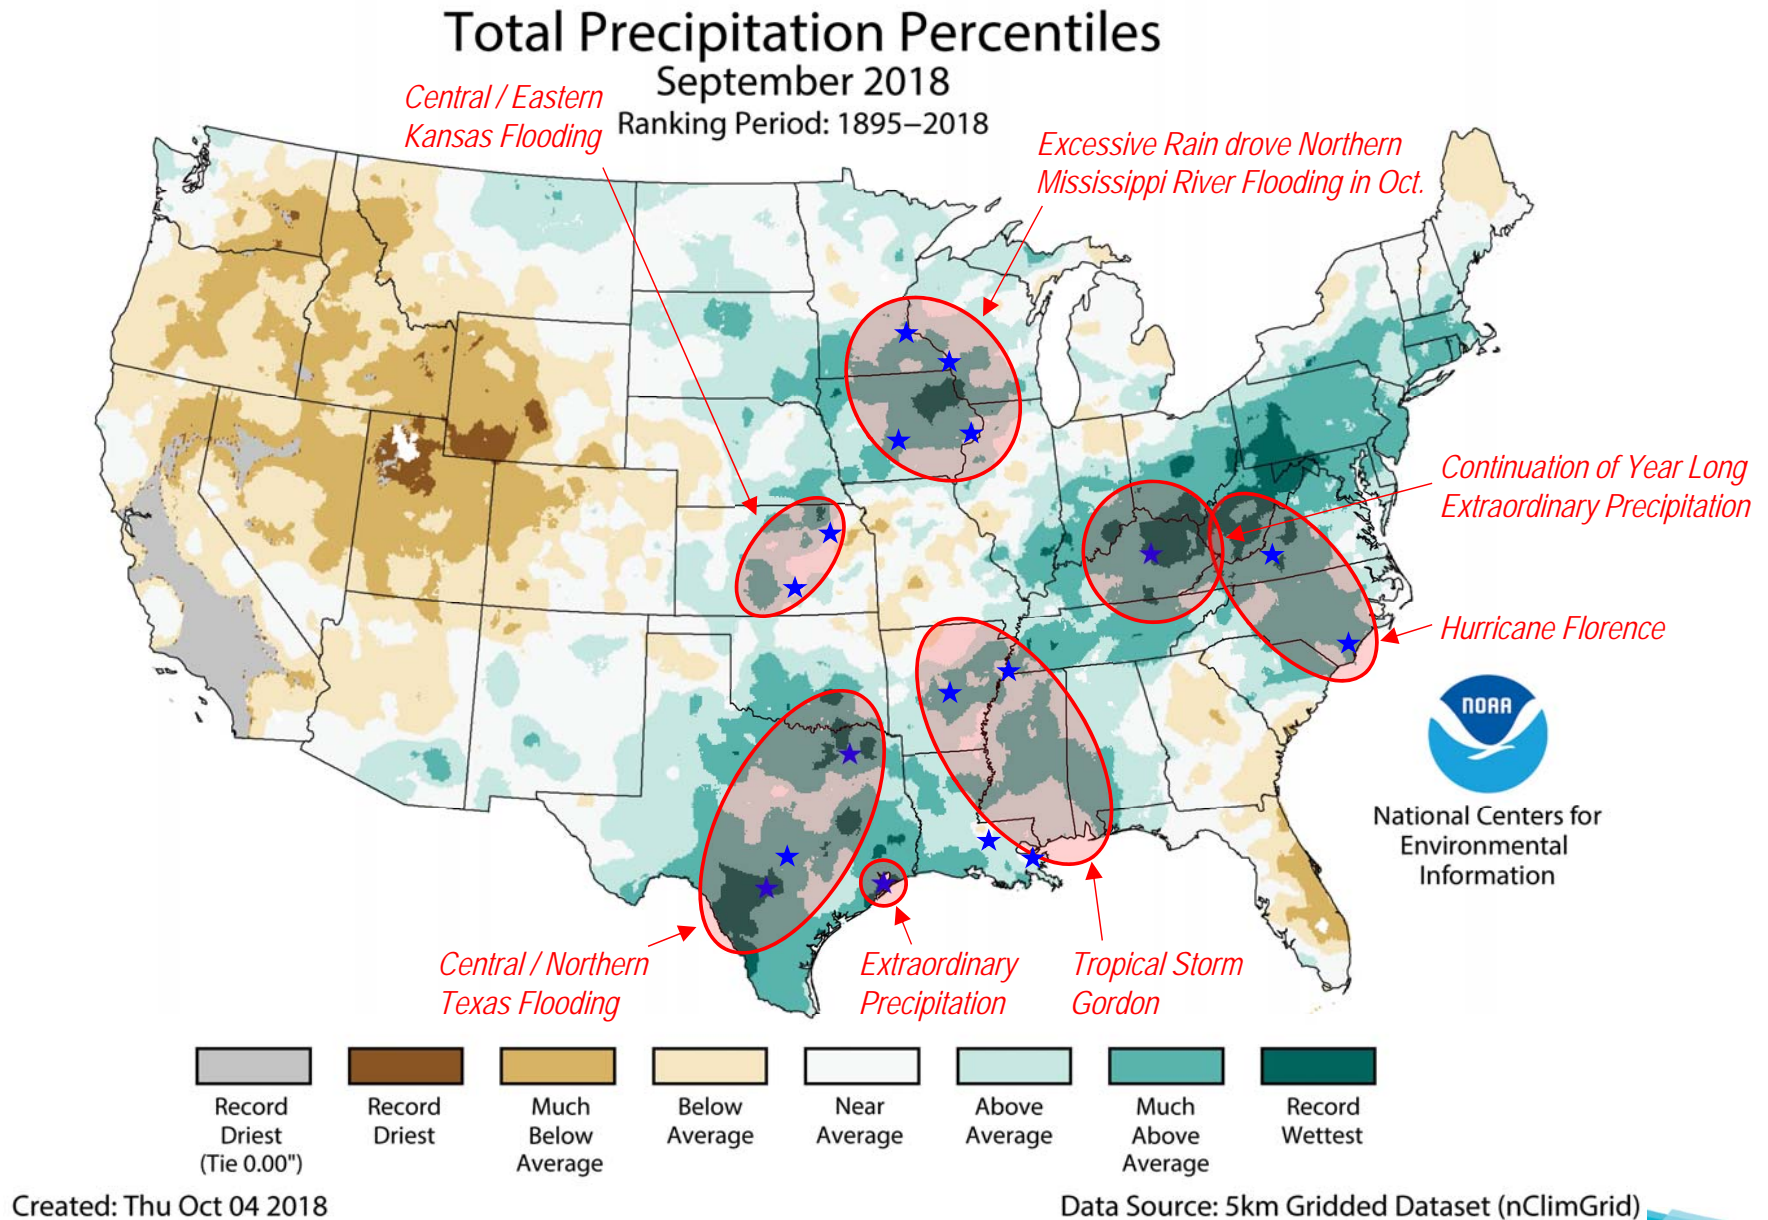 Total Precipitation Percentiles
September 2018
Ranking Period: 1895–2018
Central / Eastern
Kansas Flooding
Excessive Rain drove Northern
Mississippi River Flooding in Oct.
Continuation of Year Long
Extraordinary Precipitation
Hurricane Florence
NOAA
National Centers for
Environmental
Information
Central / Northern
Texas Flooding
Extraordinary
Precipitation
Tropical Storm
Gordon
Record
Driest
(Tie 0.00")
Record
Driest
Much
Below
Average
Below
Average
Near
Average
Above
Average
Much
Above
Average
Record
Wettest
Created: Thu Oct 04 2018
Data Source: 5km Gridded Dataset (nClimGrid)